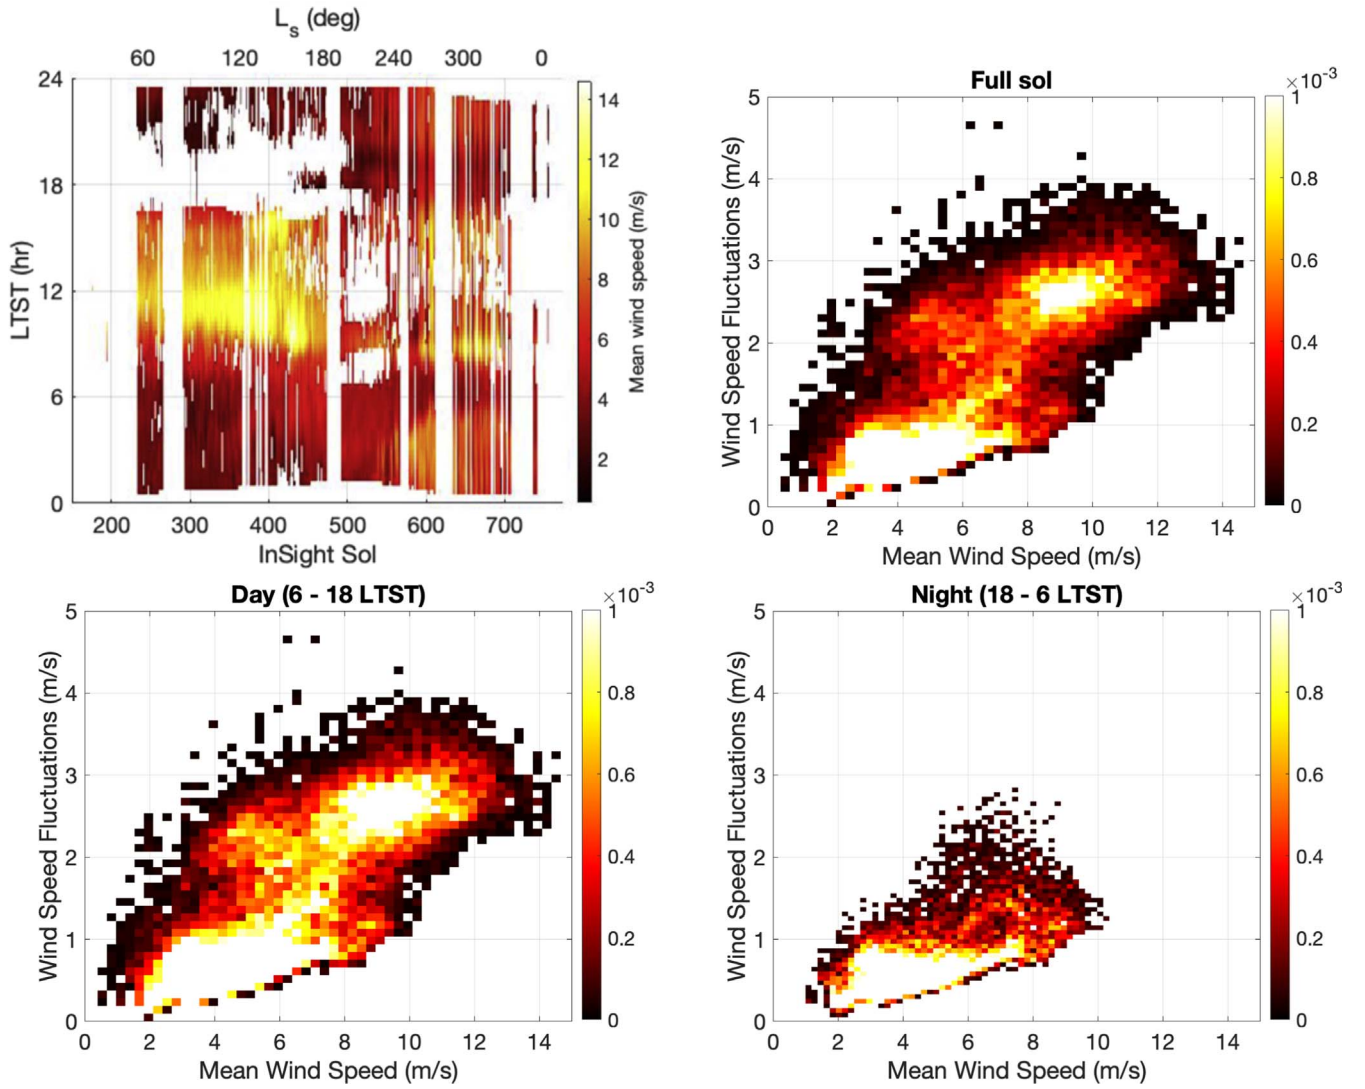 L_s (deg)
60 120 180 240 300 0
24
18
12
6
0
LTST (hr)
200 300 400 500 600 700
InSight Sol
14
12
10
8
6
4
2
Mean wind speed (m/s)
Full sol
×10^-3
5
4
3
2
1
0
Wind Speed Fluctuations (m/s)
0 2 4 6 8 10 12 14
Mean Wind Speed (m/s)
1
0.8
0.6
0.4
0.2
0
Day (6 - 18 LTST)
×10^-3
5
4
3
2
1
0
Wind Speed Fluctuations (m/s)
0 2 4 6 8 10 12 14
Mean Wind Speed (m/s)
1
0.8
0.6
0.4
0.2
0
Night (18 - 6 LTST)
×10^-3
5
4
3
2
1
0
Wind Speed Fluctuations (m/s)
0 2 4 6 8 10 12 14
Mean Wind Speed (m/s)
1
0.8
0.6
0.4
0.2
0